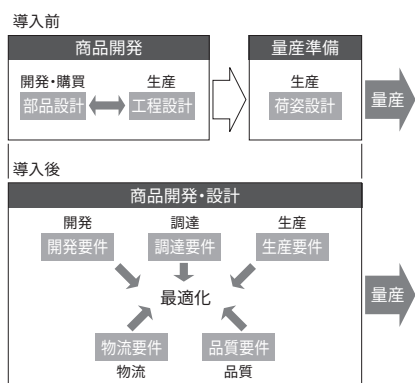 導入前
商品開発
量産準備
開発・購買
生産
生産
部品設計
工程設計
荷姿設計
量産
導入後
商品開発・設計
開発
調達
生産
開発要件
調達要件
生産要件
最適化
量産
物流要件
品質要件
物流
品質